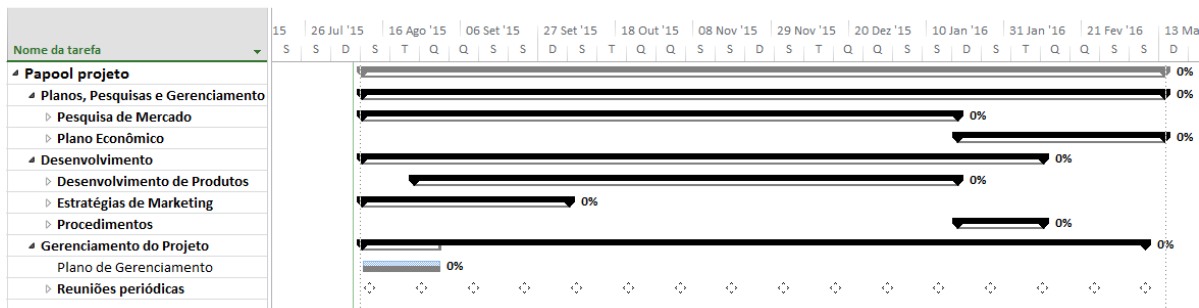 15 26 Jul '15 16 Ago '15 06 Set '15 27 Set '15 18 Out '15 08 Nov '15 29 Nov '15 20 Dez '15 10 Jan '16 31 Jan '16 21 Fev '16 13 Ma
Nome da tarefa S S D S T Q Q S S D S T Q Q S S D S T Q Q S S D S T Q Q S S D
Papool projeto 0%
Planos, Pesquisas e Gerenciamento 0%
Pesquisa de Mercado 0%
Plano Econômico 0%
Desenvolvimento 0%
Desenvolvimento de Produtos 0%
Estratégias de Marketing 0%
Procedimentos 0%
Gerenciamento do Projeto 0%
Plano de Gerenciamento 0%
Reuniões periódicas